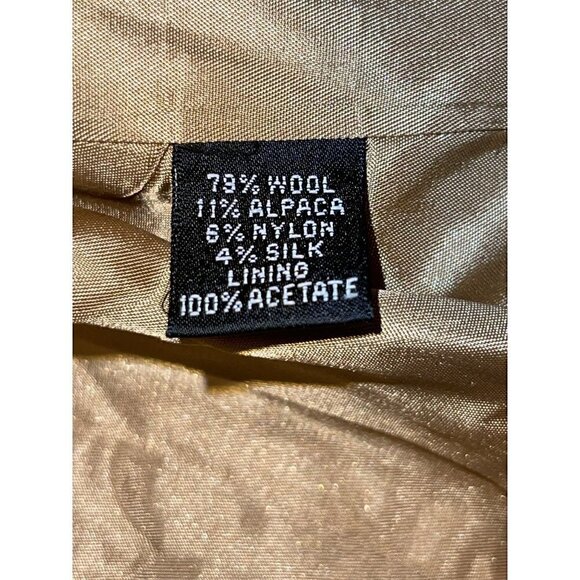 79% WOOL
11% ALPACA
6% NYLON
4% SILK
LINING
100% ACETATE